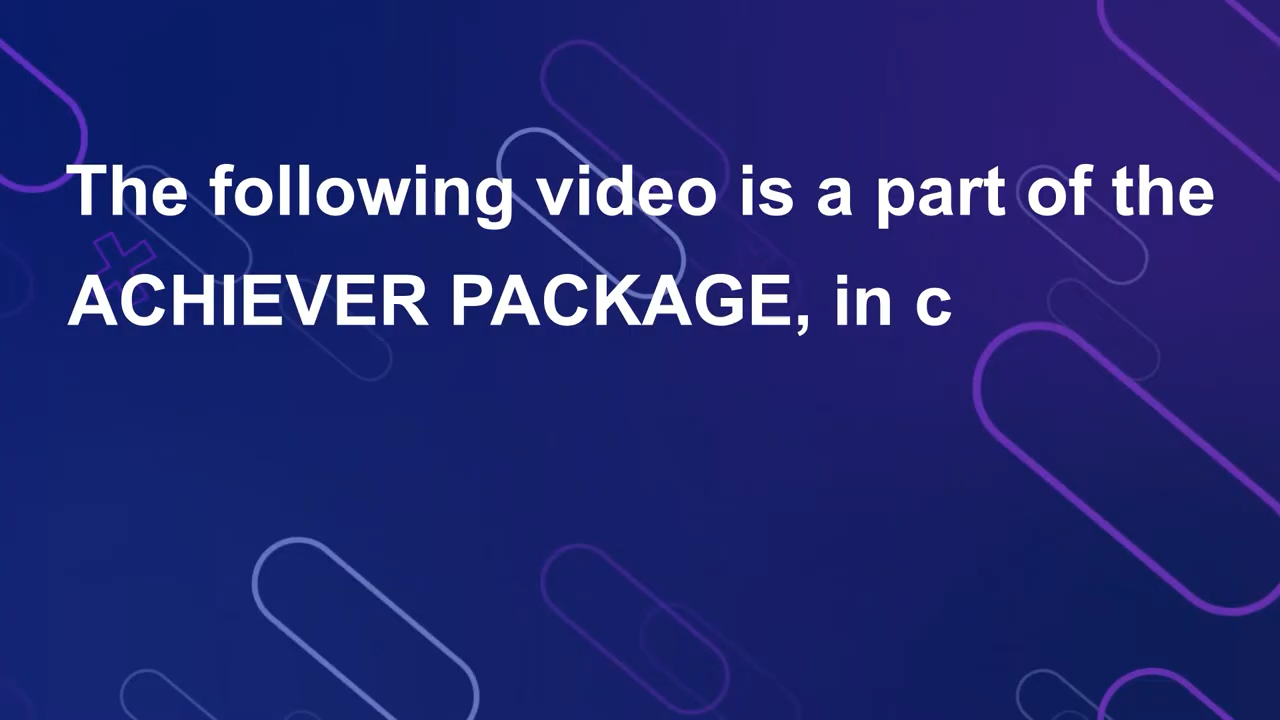 The following video is a part of the
ACHIEVER PACKAGE, in c